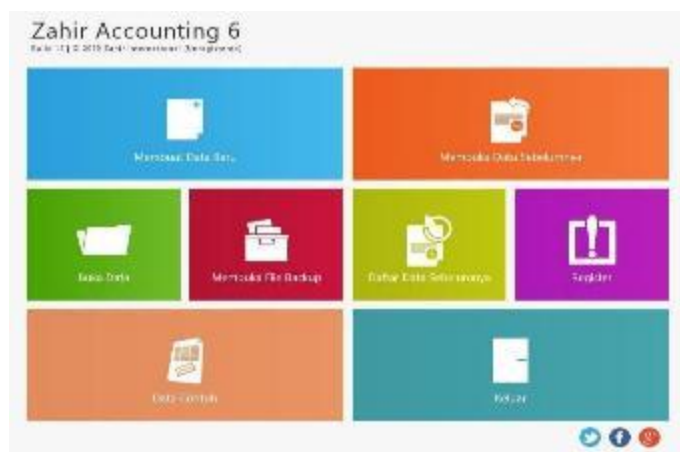 Zahir Accounting 6
Membuat Data Baru
Membuka Data Sebelumnya
Buka Data
Membuka File Backup
Daftar Data Sebelumnya
Register
Data Contoh
Keluar